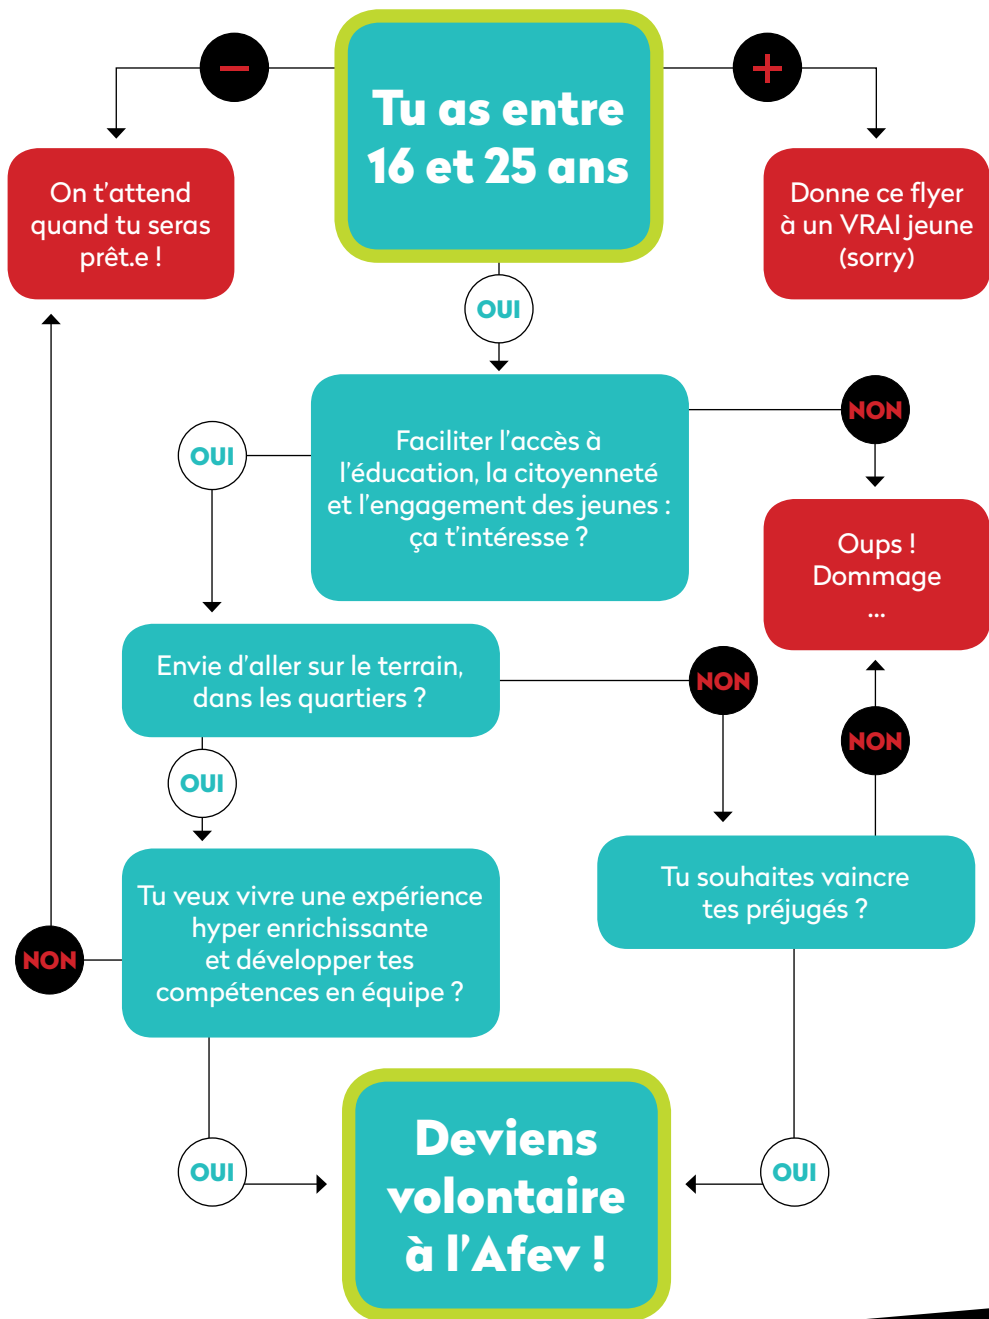 −
+
Tu as entre
16 et 25 ans
On t'attend
quand tu seras
prêt.e !
Donne ce flyer
à un VRAI jeune
(sorry)
OUI
Faciliter l'accès à
l'éducation, la citoyenneté
et l'engagement des jeunes :
ça t'intéresse ?
NON
OUI
Oups !
Dommage
...
Envie d'aller sur le terrain,
dans les quartiers ?
NON
NON
OUI
Tu veux vivre une expérience
hyper enrichissante
et développer tes
compétences en équipe ?
Tu souhaites vaincre
tes préjugés ?
NON
OUI
OUI
Deviens
volontaire
à l'Afev !